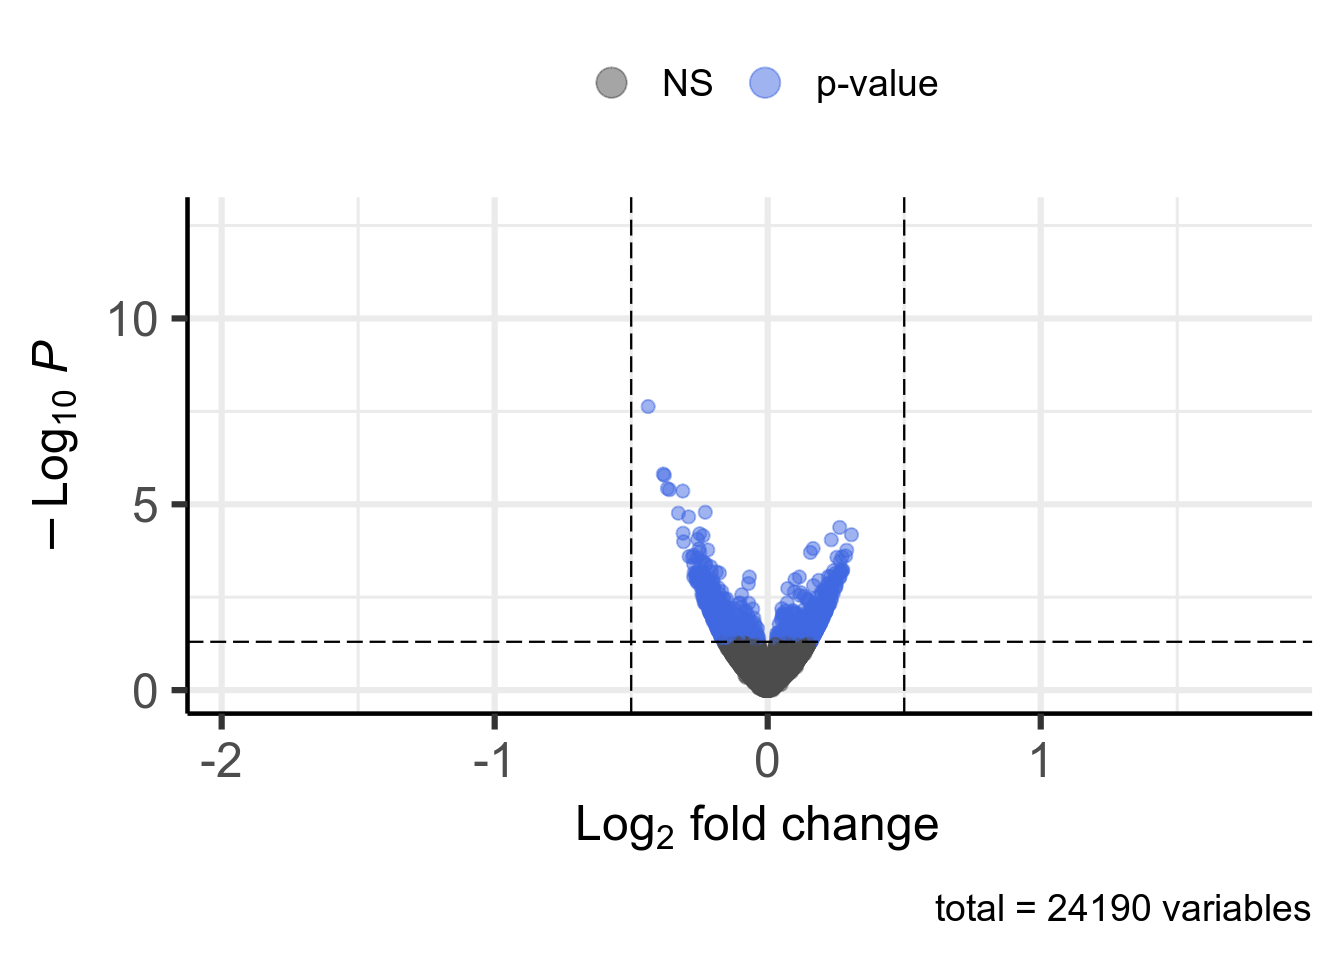 NS p-value
10
5
0
− Log10 P
-2 -1 0 1
Log2 fold change
total = 24190 variables